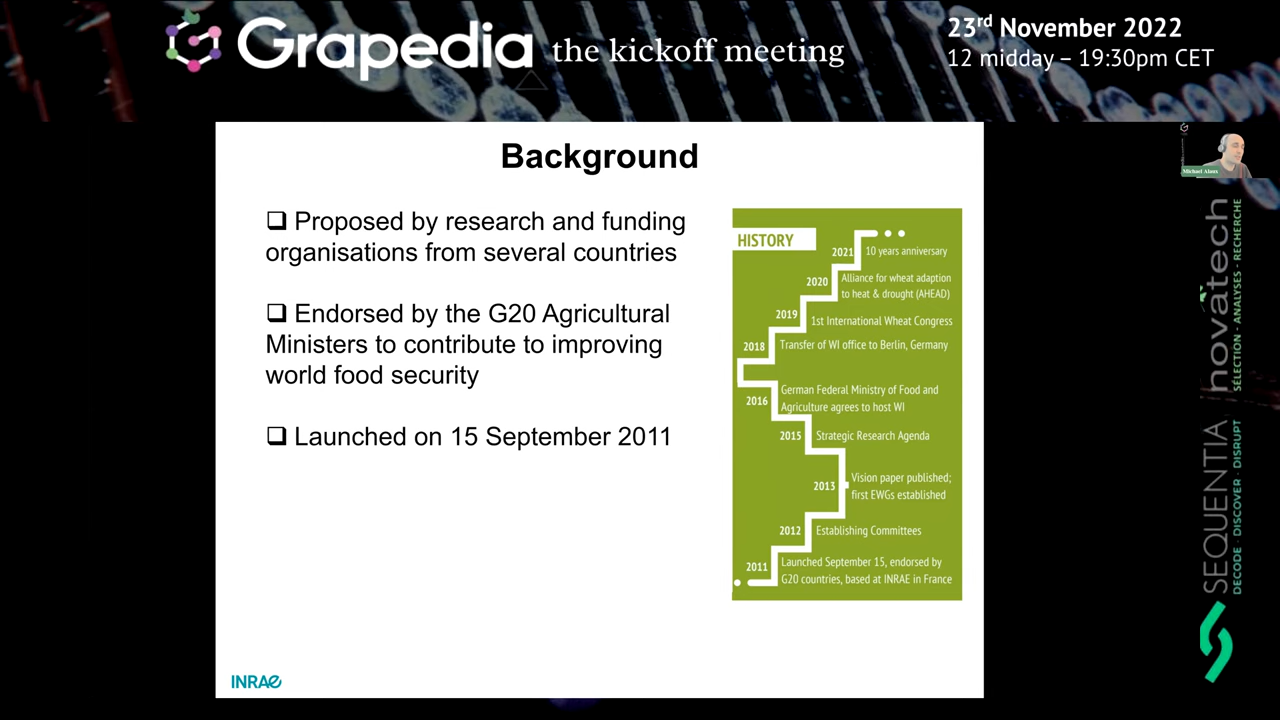 Grapedia the kickoff meeting
23rd November 2022
12 midday – 19:30pm CET
Background
❑ Proposed by research and funding
organisations from several countries
❑ Endorsed by the G20 Agricultural
Ministers to contribute to improving
world food security
❑ Launched on 15 September 2011
HISTORY
2021 10 years anniversary
2020 Alliance for wheat adaption
to heat & drought (AHEAD)
2019 1st International Wheat Congress
2018 Transfer of WI office to Berlin, Germany
2016 German Federal Ministry of Food and
Agriculture agrees to host WI
2015 Strategic Research Agenda
2013 Vision paper published;
first EWGs established
2012 Establishing Committees
2011 Launched September 15, endorsed by
G20 countries, based at INRAE in France
INRAE
novatech
SÉLECTION - ANALYSES - RECHERCHE
SEQUENTIA
DECODE · DISCOVER · DISRUPT